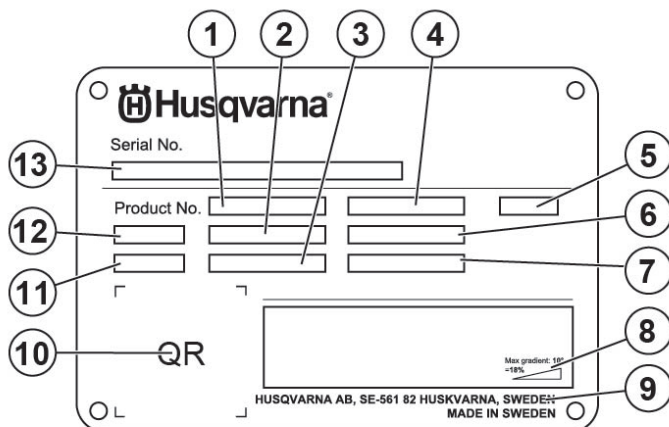 1 2 3 4
Husqvarna®
Serial No.
13 5
Product No.
12 6
11 7
10 QR 8
Max gradient: 10°
=18%
9
HUSQVARNA AB, SE-561 82 HUSKVARNA, SWEDEN
MADE IN SWEDEN